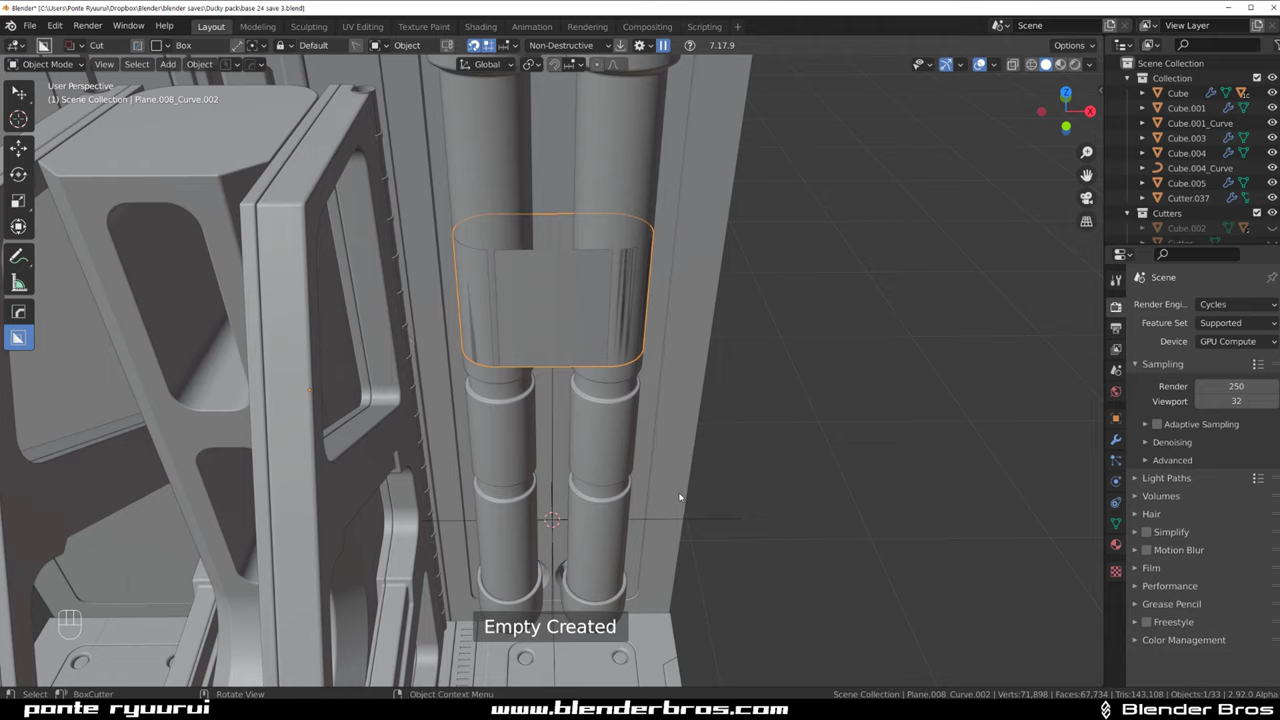 Blender* [C:\Users\Ponte Ryuurui\Dropbox\Blender\blender saves\Ducky pack\base 24 save 3.blend]
File Edit Render Window Help Layout Modeling Sculpting UV Editing Texture Paint Shading Animation Rendering Compositing Scripting + Scene View Layer
Cut Box Default Object Non-Destructive 7.17.9 Options
Object Mode View Select Add Object Global
User Perspective
(1) Scene Collection | Plane.008_Curve.002
Z
X
Scene Collection
Collection
Cube
Cube.001
Cube.001_Curve
Cube.003
Cube.004
Cube.004_Curve
Cube.005
Cutter.037
Cutters
Cube.002
Scene
Render Engi.. Cycles
Feature Set Supported
Device GPU Compute
Sampling
Render 250
Viewport 32
Adaptive Sampling
Denoising
Advanced
Light Paths
Volumes
Hair
Simplify
Motion Blur
Film
Performance
Grease Pencil
Freestyle
Color Management
Empty Created
Select BoxCutter Rotate View Object Context Menu Scene Collection | Plane.008_Curve.002 Verts:71,898 | Faces:67,734 | Tris:143,108 | Objects:1/33 | 2.92.0 Alpha
ponte ryuurui www.blenderbros.com Blender Bros